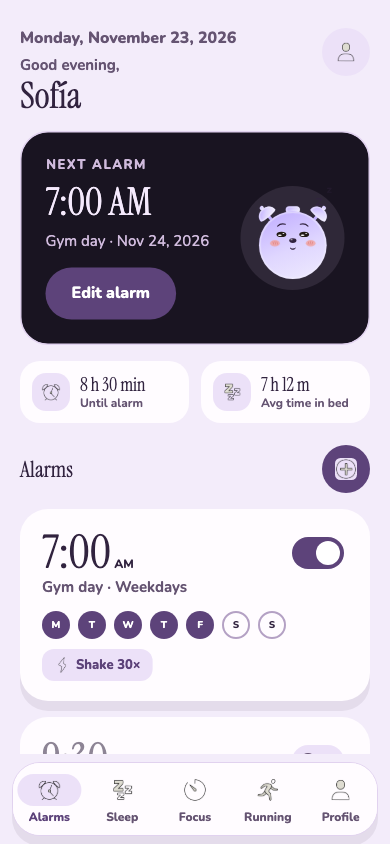 Monday, November 23, 2026
Good evening,
Sofía
NEXT ALARM
7:00 AM
Gym day · Nov 24, 2026
Edit alarm
8 h 30 min
Until alarm
7 h 12 m
Avg time in bed
Alarms
7:00 AM
Gym day · Weekdays
M T W T F S S
Shake 30×
Alarms
Sleep
Focus
Running
Profile